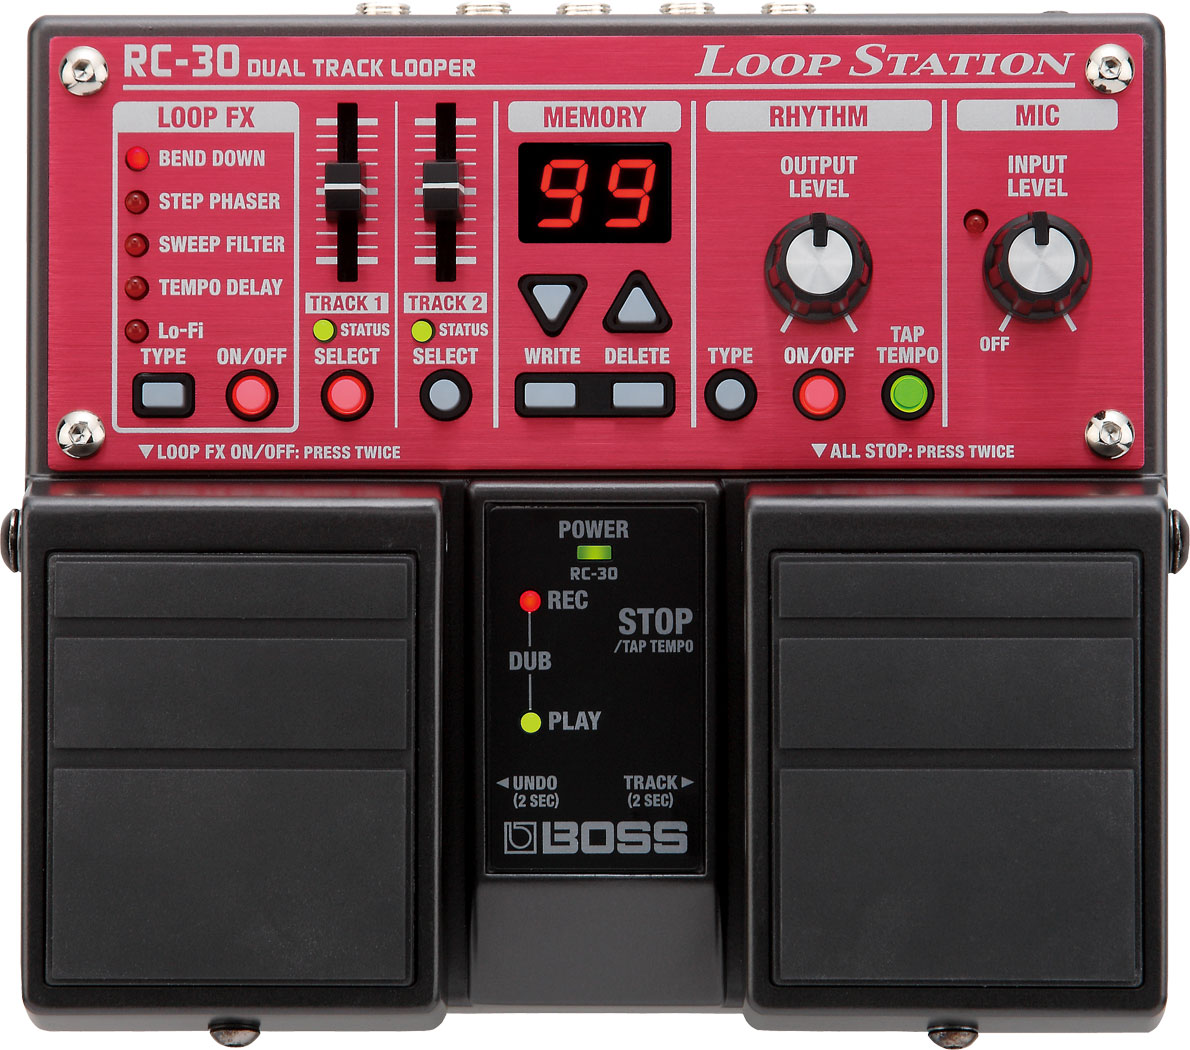 RC-30 DUAL TRACK LOOPER
LOOP STATION
LOOP FX
BEND DOWN
STEP PHASER
SWEEP FILTER
TEMPO DELAY
Lo-Fi
TYPE
ON/OFF
TRACK 1
STATUS
SELECT
TRACK 2
STATUS
SELECT
MEMORY
99
WRITE
DELETE
RHYTHM
OUTPUT
LEVEL
TYPE
ON/OFF
TAP
TEMPO
MIC
INPUT
LEVEL
OFF
▼LOOP FX ON/OFF: PRESS TWICE
▼ALL STOP: PRESS TWICE
POWER
RC-30
REC
STOP
/TAP TEMPO
DUB
PLAY
◄UNDO
(2 SEC)
TRACK►
(2 SEC)
BOSS